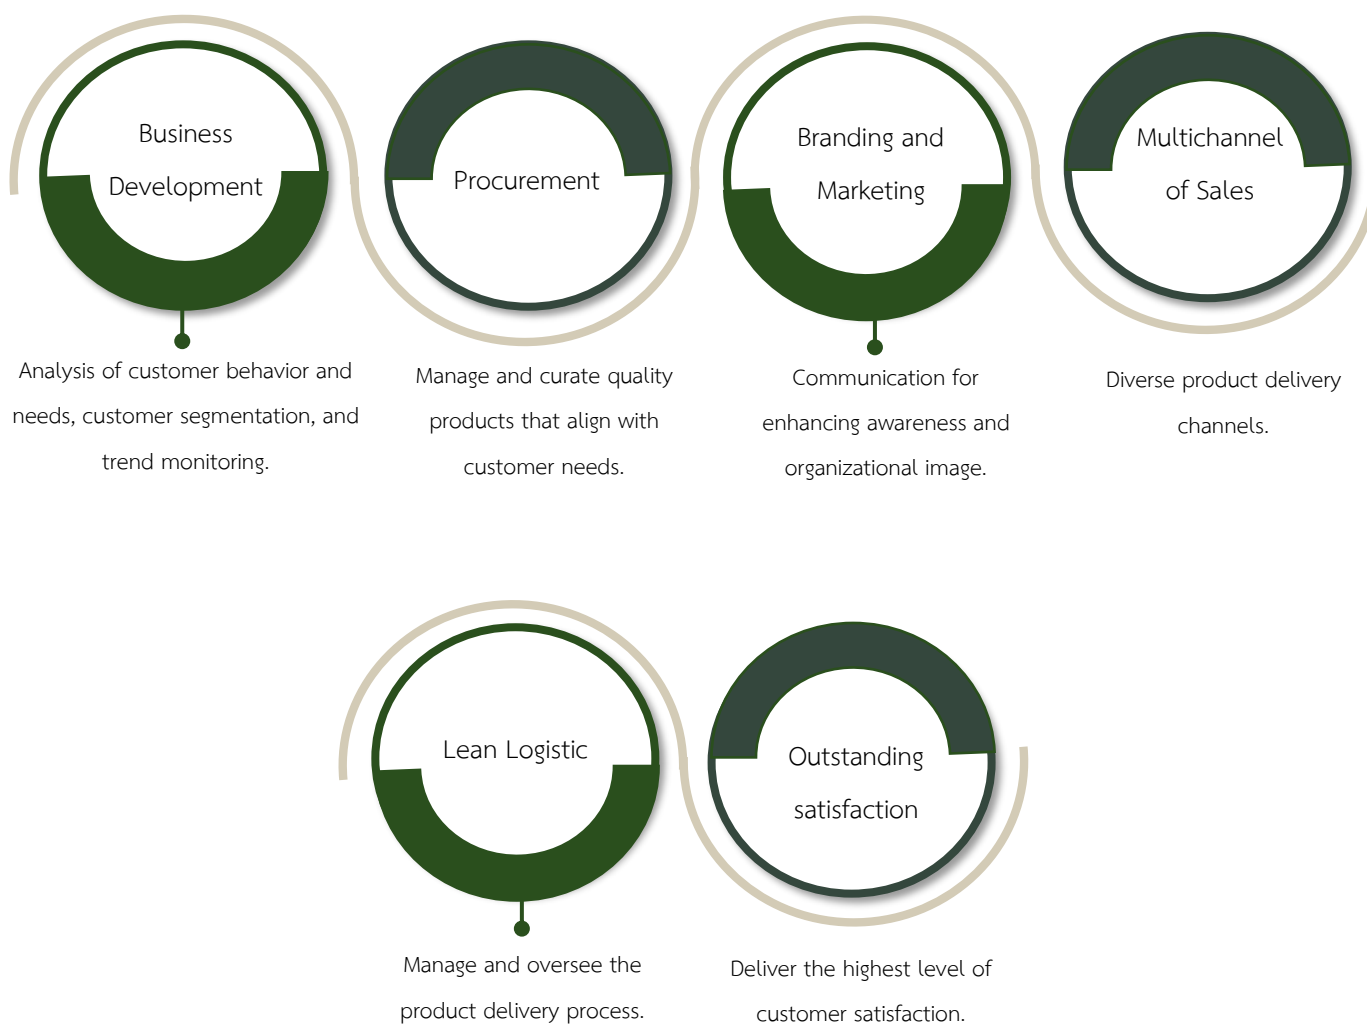 Business
Development
Analysis of customer behavior and
needs, customer segmentation, and
trend monitoring.
Procurement
Manage and curate quality
products that align with
customer needs.
Branding and
Marketing
Communication for
enhancing awareness and
organizational image.
Multichannel
of Sales
Diverse product delivery
channels.
Lean Logistic
Manage and oversee the
product delivery process.
Outstanding
satisfaction
Deliver the highest level of
customer satisfaction.